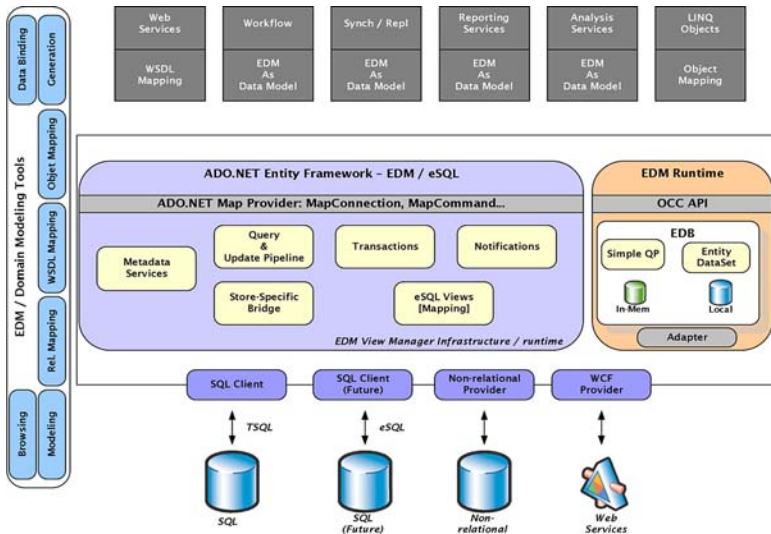 Data Binding
Generation
EDM / Domain Modeling Tools
Objet Mapping
WSDL Mapping
Rel. Mapping
Browsing
Modeling
Web
Services
WSDL
Mapping
Workflow
EDM
As
Data Model
Synch / Repl
EDM
As
Data Model
Reporting
Services
EDM
As
Data Model
Analysis
Services
EDM
As
Data Model
LINQ
Objects
Object
Mapping
ADO.NET Entity Framework – EDM / eSQL
ADO.NET Map Provider: MapConnection, MapCommand...
Metadata
Services
Query
&
Update Pipeline
Transactions
Notifications
Store-Specific
Bridge
eSQL Views
[Mapping]
EDM View Manager Infrastructure / runtime
EDM Runtime
OCC API
EDB
Simple QP
Entity
DataSet
In-Mem
Local
Adapter
SQL Client
SQL Client
(Future)
Non-relational
Provider
WCF
Provider
TSQL
eSQL
SQL
SQL
(Future)
Non-
relational
Web
Services